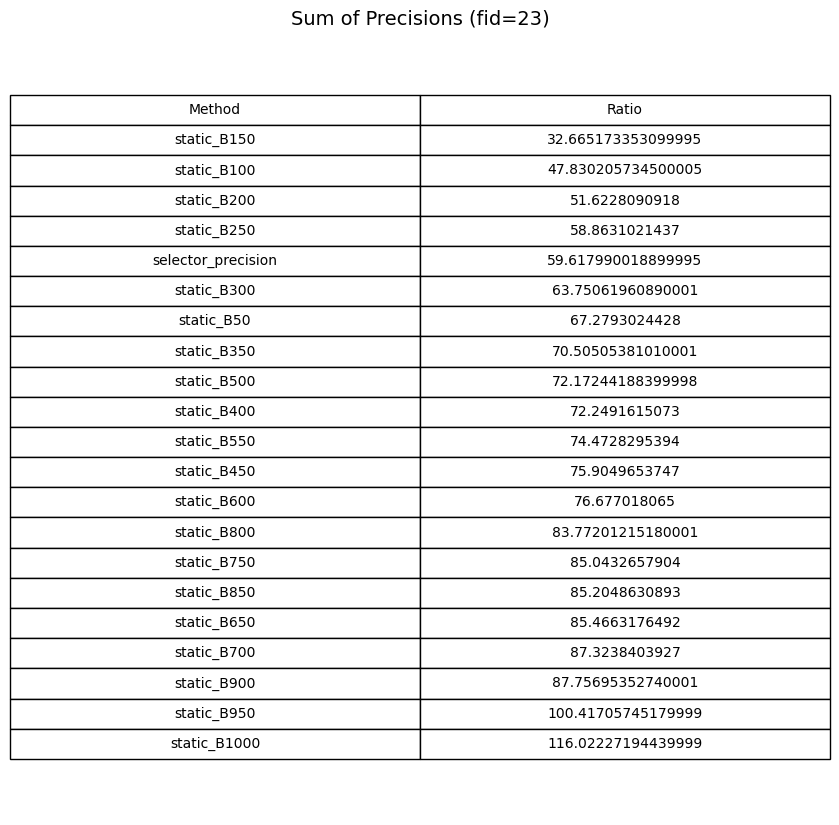 Sum of Precisions (fid=23)
Method Ratio
static_B150 32.665173353099995
static_B100 47.830205734500005
static_B200 51.6228090918
static_B250 58.8631021437
selector_precision 59.617990018899995
static_B300 63.75061960890001
static_B50 67.2793024428
static_B350 70.50505381010001
static_B500 72.17244188399998
static_B400 72.2491615073
static_B550 74.4728295394
static_B450 75.9049653747
static_B600 76.677018065
static_B800 83.77201215180001
static_B750 85.0432657904
static_B850 85.2048630893
static_B650 85.4663176492
static_B700 87.3238403927
static_B900 87.75695352740001
static_B950 100.41705745179999
static_B1000 116.02227194439999